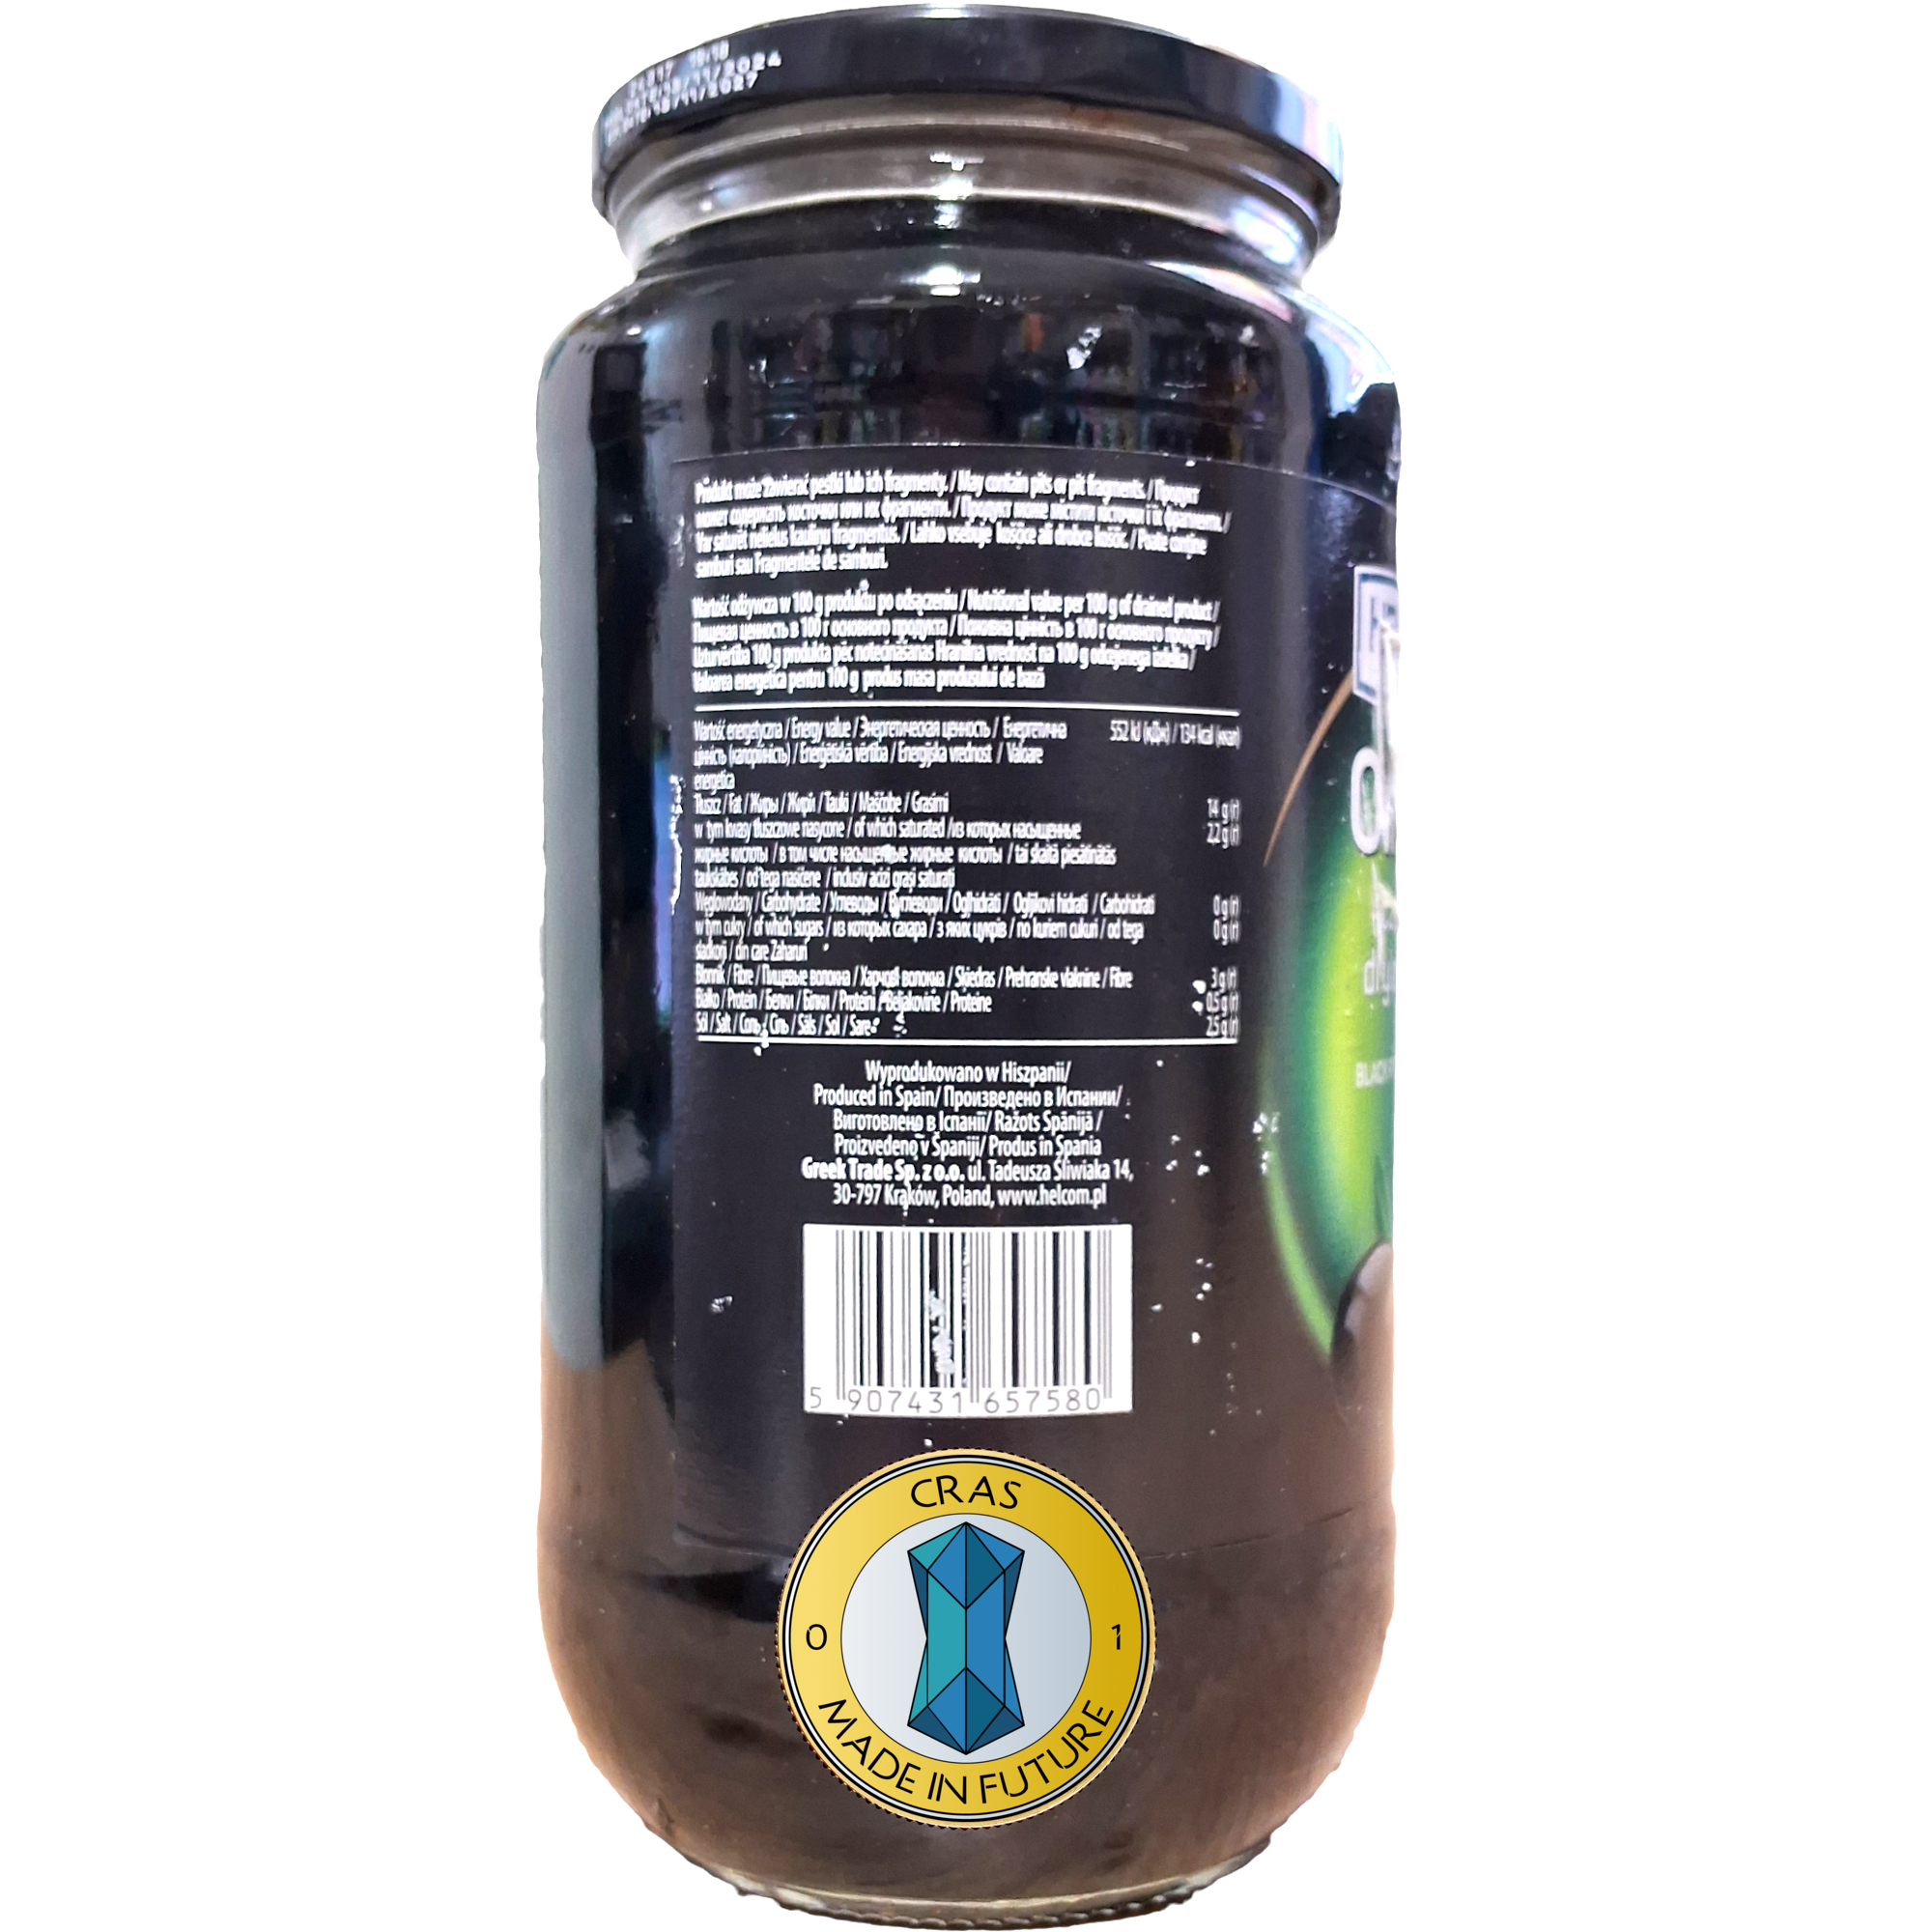 18:18
/11/2024
/11/2027
Produkt może zawierać pestki lub ich fragmenty. / May contain pits or pit fragments. / Продукт
может содержать косточки или их фрагменты. / Продукт може містити кісточки і їх фрагменти. /
Var saturēt nelielus kauliņu fragmentus. / Lahko vsebuje koščice ali drobce koščic. / Poate conține
samburi sau Fragmentele de samburi.
Wartość odżywcza w 100 g produktu po odsączeniu / Nutritional value per 100 g of drained product /
Пищевая ценность в 100 г основного продукта / Поживна цінність в 100 г основного продукту /
Uzturvērtība 100 g produkta pēc notecināšanas Hranilna vrednost na 100 g odcejenega izdelka /
Valoarea energetica pentru 100 g produs masa produsului de bază
Wartość energetyczna / Energy value / Энергетическая ценность / Енергетична 552 kJ (кДж) / 134 kcal (ккал)
цінність (калорійність) / Enerģētiskā vērtība / Energijska vrednost / Valoare
energetica
Tłuszcz / Fat / Жиры / Жири / Tauki / Maščobe / Grasimi 14 g (г)
w tym kwasy tłuszczowe nasycone / of which saturated /из которых насыщенные 2,2 g (г)
жирные кислоты / в том числе насыщенные жирные кислоты / tai skaitā piesātinātās
taukskābes / od tega nasičene / inclusiv acizi grași saturați
Węglowodany / Carbohydrate / Углеводы / Вуглеводи / Ogļhidrāti / Ogljikovi hidrati / Carbohidrati 0 g (г)
w tym cukry / of which sugars / из которых сахара / з яких цукрів / no kuriem cukuri / od tega 0 g (г)
sladkorji / din care Zaharuri
Błonnik / Fibre / Пищевые волокна / Харчові волокна / Šķiedras / Prehranske vlaknine / Fibre 3 g (г)
Białko / Protein / Белки / Білки / Proteīni / Beljakovine / Proteine 0,5 g (г)
Sól / Salt / Соль / Сіль / Sāls / Sol / Sare 2,5 g (г)
Wyprodukowano w Hiszpanii/
Produced in Spain/ Произведено в Испании/
Виготовлено в Іспанії/ Ražots Spānijā /
Proizvedeno v Španiji/ Produs în Spania
Greek Trade Sp. z o.o. ul. Tadeusza Śliwiaka 14,
30-797 Kraków, Poland, www.helcom.pl
5 907431 657580
BLACK
CRAS
0 1
MADE IN FUTURE